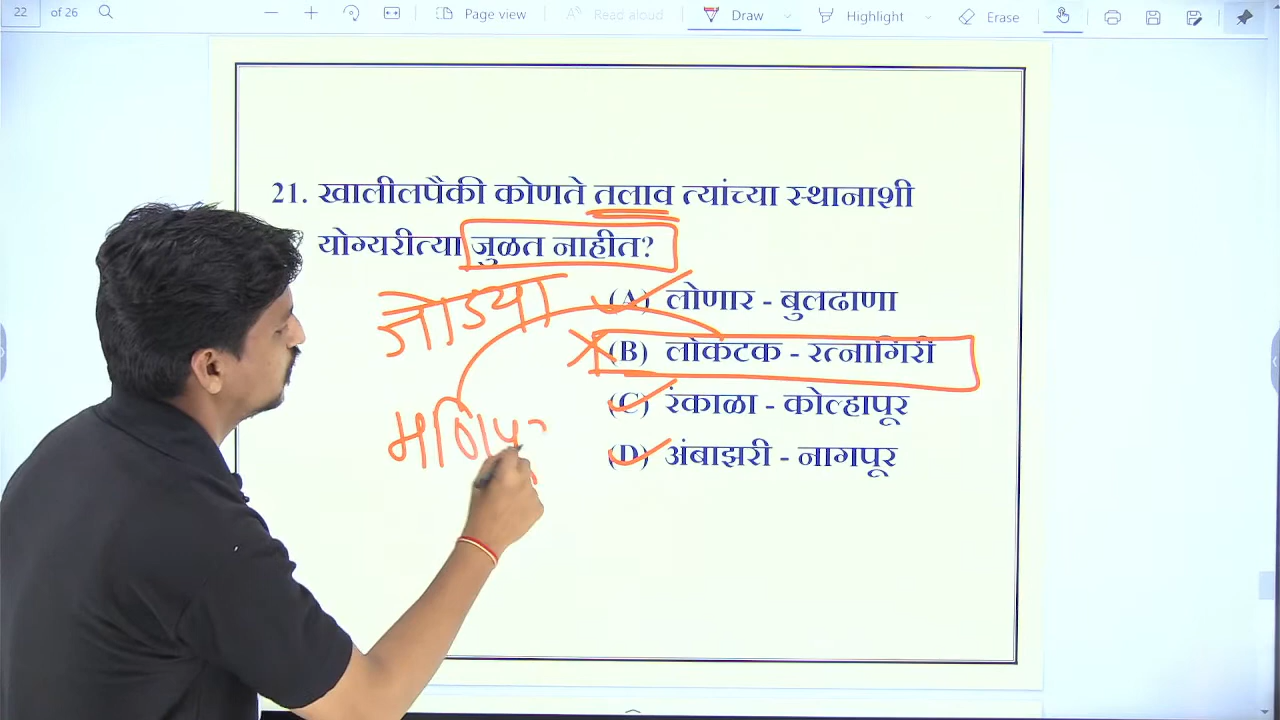 22 of 26 Page view Read aloud Draw Highlight Erase
21. खालीलपैकी कोणते तलाव त्यांच्या स्थानाशी
योग्यरीत्या जुळत नाहीत?
जोड्या
(A) लोणार - बुलढाणा
(B) लोकटक - रत्नागिरी
(C) रंकाळा - कोल्हापूर
मणिपूर
(D) अंबाझरी - नागपूर